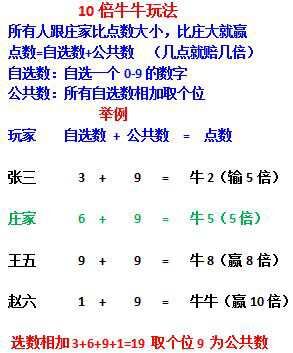 10 倍牛牛玩法
所有人跟庄家比点数大小，比庄大就赢
点数=自选数+公共数 （几点就赔几倍）
自选数：自选一个 0-9 的数字
公共数：所有自选数相加取个位
举例
玩家 自选数 + 公共数 = 点数
张三 3 + 9 = 牛 2（输 5 倍）
庄家 6 + 9 = 牛 5（5 倍）
王五 9 + 9 = 牛 8（赢 8 倍）
赵六 1 + 9 = 牛牛（赢 10 倍）
选数相加 3+6+9+1=19 取个位 9 为公共数